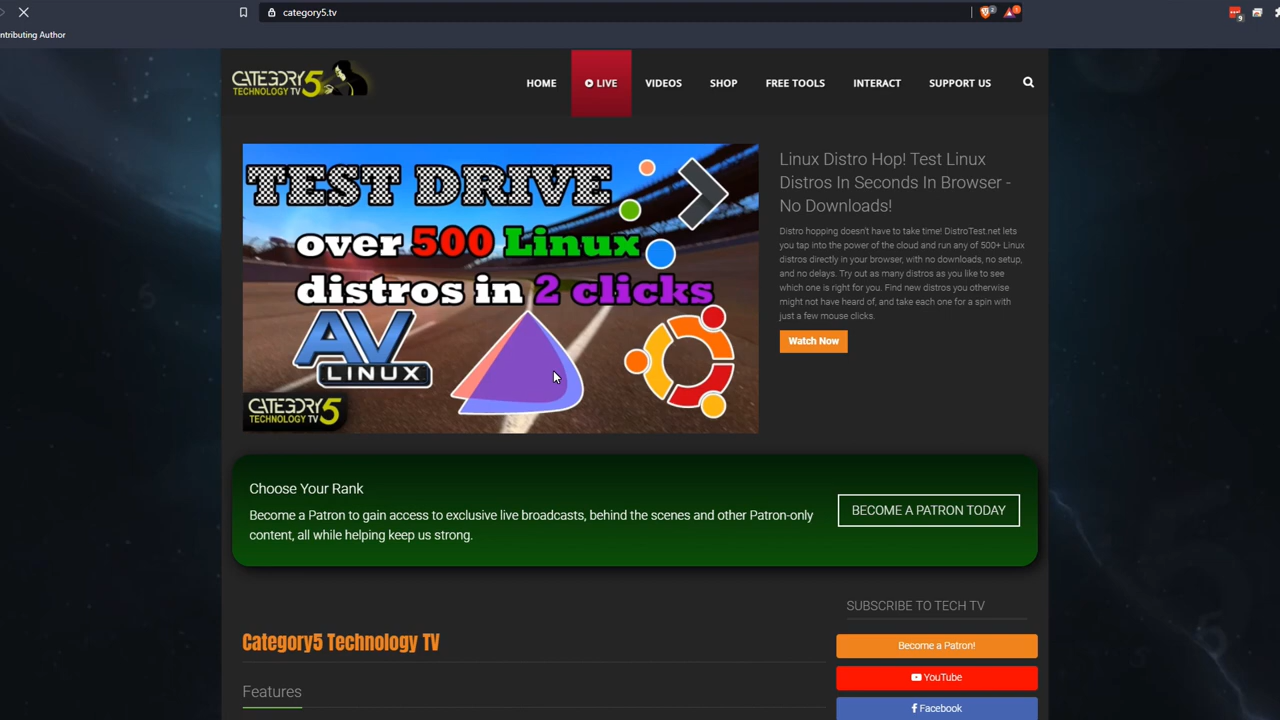 category5.tv
2
1
9
ntributing Author
CATEGORY5
TECHNOLOGY TV
HOME
LIVE
VIDEOS
SHOP
FREE TOOLS
INTERACT
SUPPORT US
TEST DRIVE
over 500 Linux
distros in 2 clicks
AV
LINUX
CATEGORY5
TECHNOLOGY TV
Linux Distro Hop! Test Linux
Distros In Seconds In Browser -
No Downloads!
Distro hopping doesn't have to take time! DistroTest.net lets
you tap into the power of the cloud and run any of 500+ Linux
distros directly in your browser, with no downloads, no setup,
and no delays. Try out as many distros as you like to see
which one is right for you. Find new distros you otherwise
might not have heard of, and take each one for a spin with
just a few mouse clicks.
Watch Now
Choose Your Rank
Become a Patron to gain access to exclusive live broadcasts, behind the scenes and other Patron-only
content, all while helping keep us strong.
BECOME A PATRON TODAY
Category5 Technology TV
Features
SUBSCRIBE TO TECH TV
Become a Patron!
YouTube
Facebook